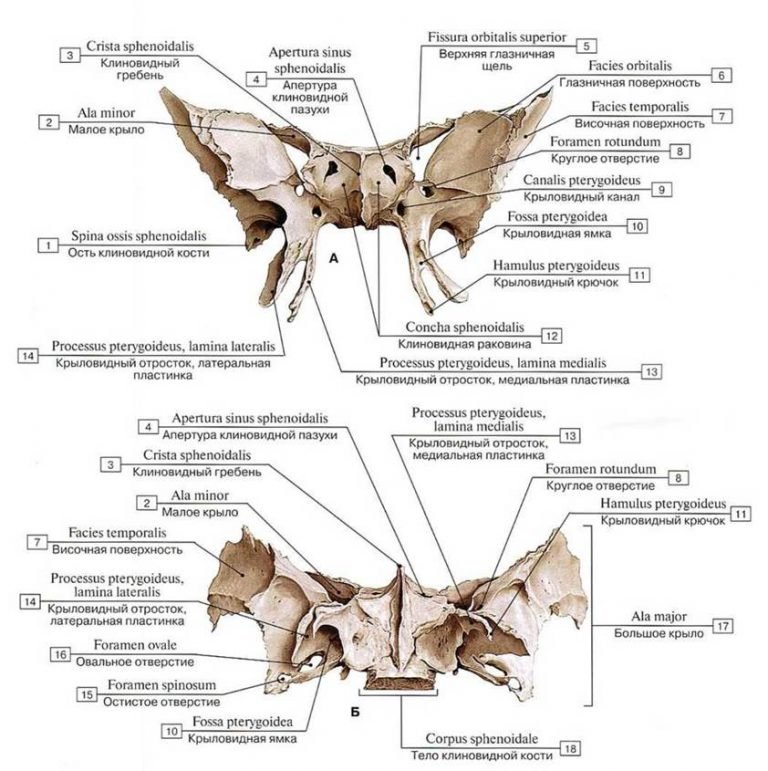 3
Crista sphenoidalis
Клиновидный
гребень
Apertura sinus
sphenoidalis
4
Апертура
клиновидной
пазухи
Fissura orbitalis superior
5
Верхняя глазничная
щель
Facies orbitalis
6
Глазничная поверхность
2
Ala minor
Малое крыло
Facies temporalis
7
Височная поверхность
Foramen rotundum
8
Круглое отверстие
Canalis pterygoideus
9
Крыловидный канал
Fossa pterygoidea
10
Крыловидная ямка
1
Spina ossis sphenoidalis
Ость клиновидной кости
А
Hamulus pterygoideus
11
Крыловидный крючок
Concha sphenoidalis
12
Клиновидная раковина
14
Processus pterygoideus, lamina lateralis
Крыловидный отросток, латеральная
пластинка
Processus pterygoideus, lamina medialis
13
Крыловидный отросток, медиальная пластинка
4
Apertura sinus sphenoidalis
Апертура клиновидной пазухи
Processus pterygoideus,
lamina medialis
13
Крыловидный отросток,
медиальная пластинка
3
Crista sphenoidalis
Клиновидный гребень
Foramen rotundum
8
Круглое отверстие
2
Ala minor
Малое крыло
Hamulus pterygoideus
11
Крыловидный крючок
7
Facies temporalis
Височная поверхность
Processus pterygoideus,
lamina lateralis
14
Крыловидный отросток,
латеральная пластинка
Ala major
17
Большое крыло
16
Foramen ovale
Овальное отверстие
15
Foramen spinosum
Остистое отверстие
10
Fossa pterygoidea
Крыловидная ямка
Б
Corpus sphenoidale
18
Тело клиновидной кости